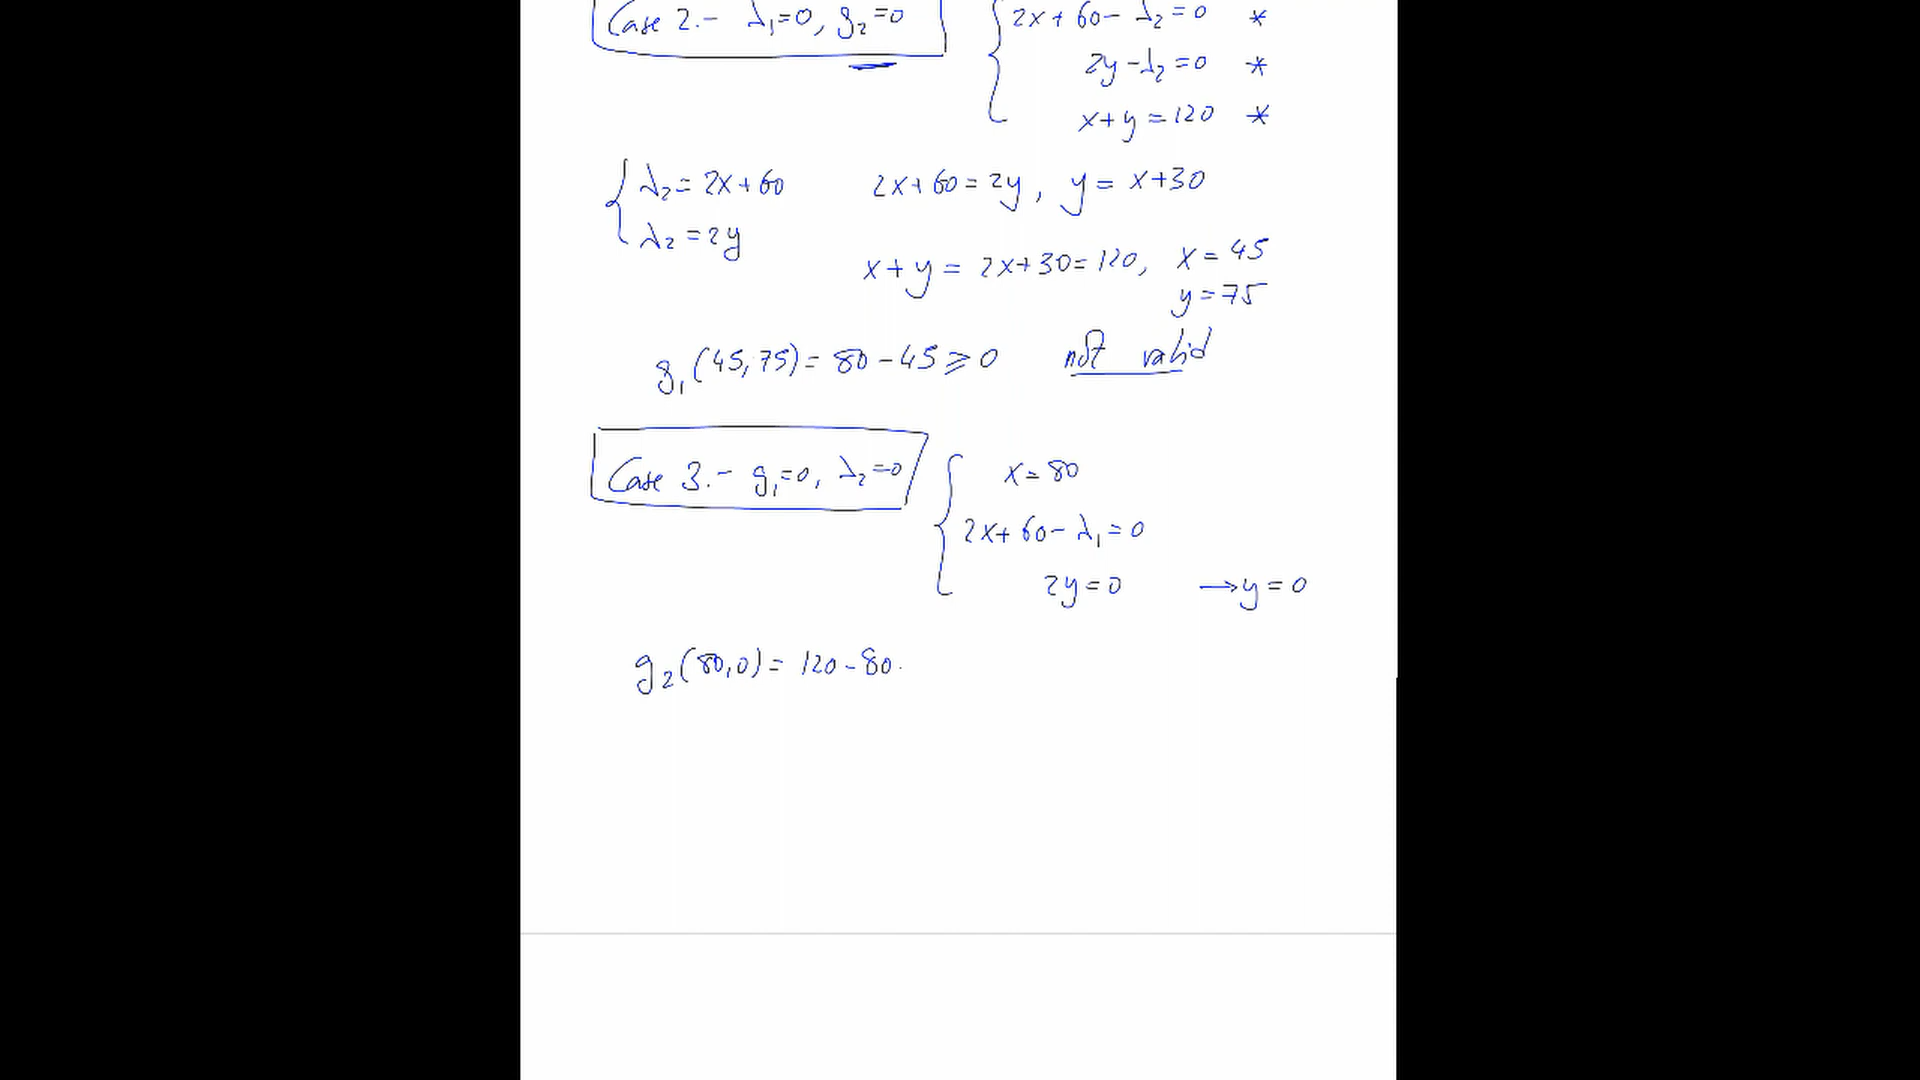 Case 2.- λ₁=0, g₂=0
2x+60-λ₂=0 *
2y-λ₂=0 *
x+y=120 *
λ₂=2x+60
λ₂=2y
2x+60=2y, y=x+30
x+y=2x+30=120, x=45
y=75
g₁(45,75)=80-45⩾0 not valid
Case 3.- g₁=0, λ₂=0
x=80
2x+60-λ₁=0
2y=0 →y=0
g₂(80,0)=120-80.